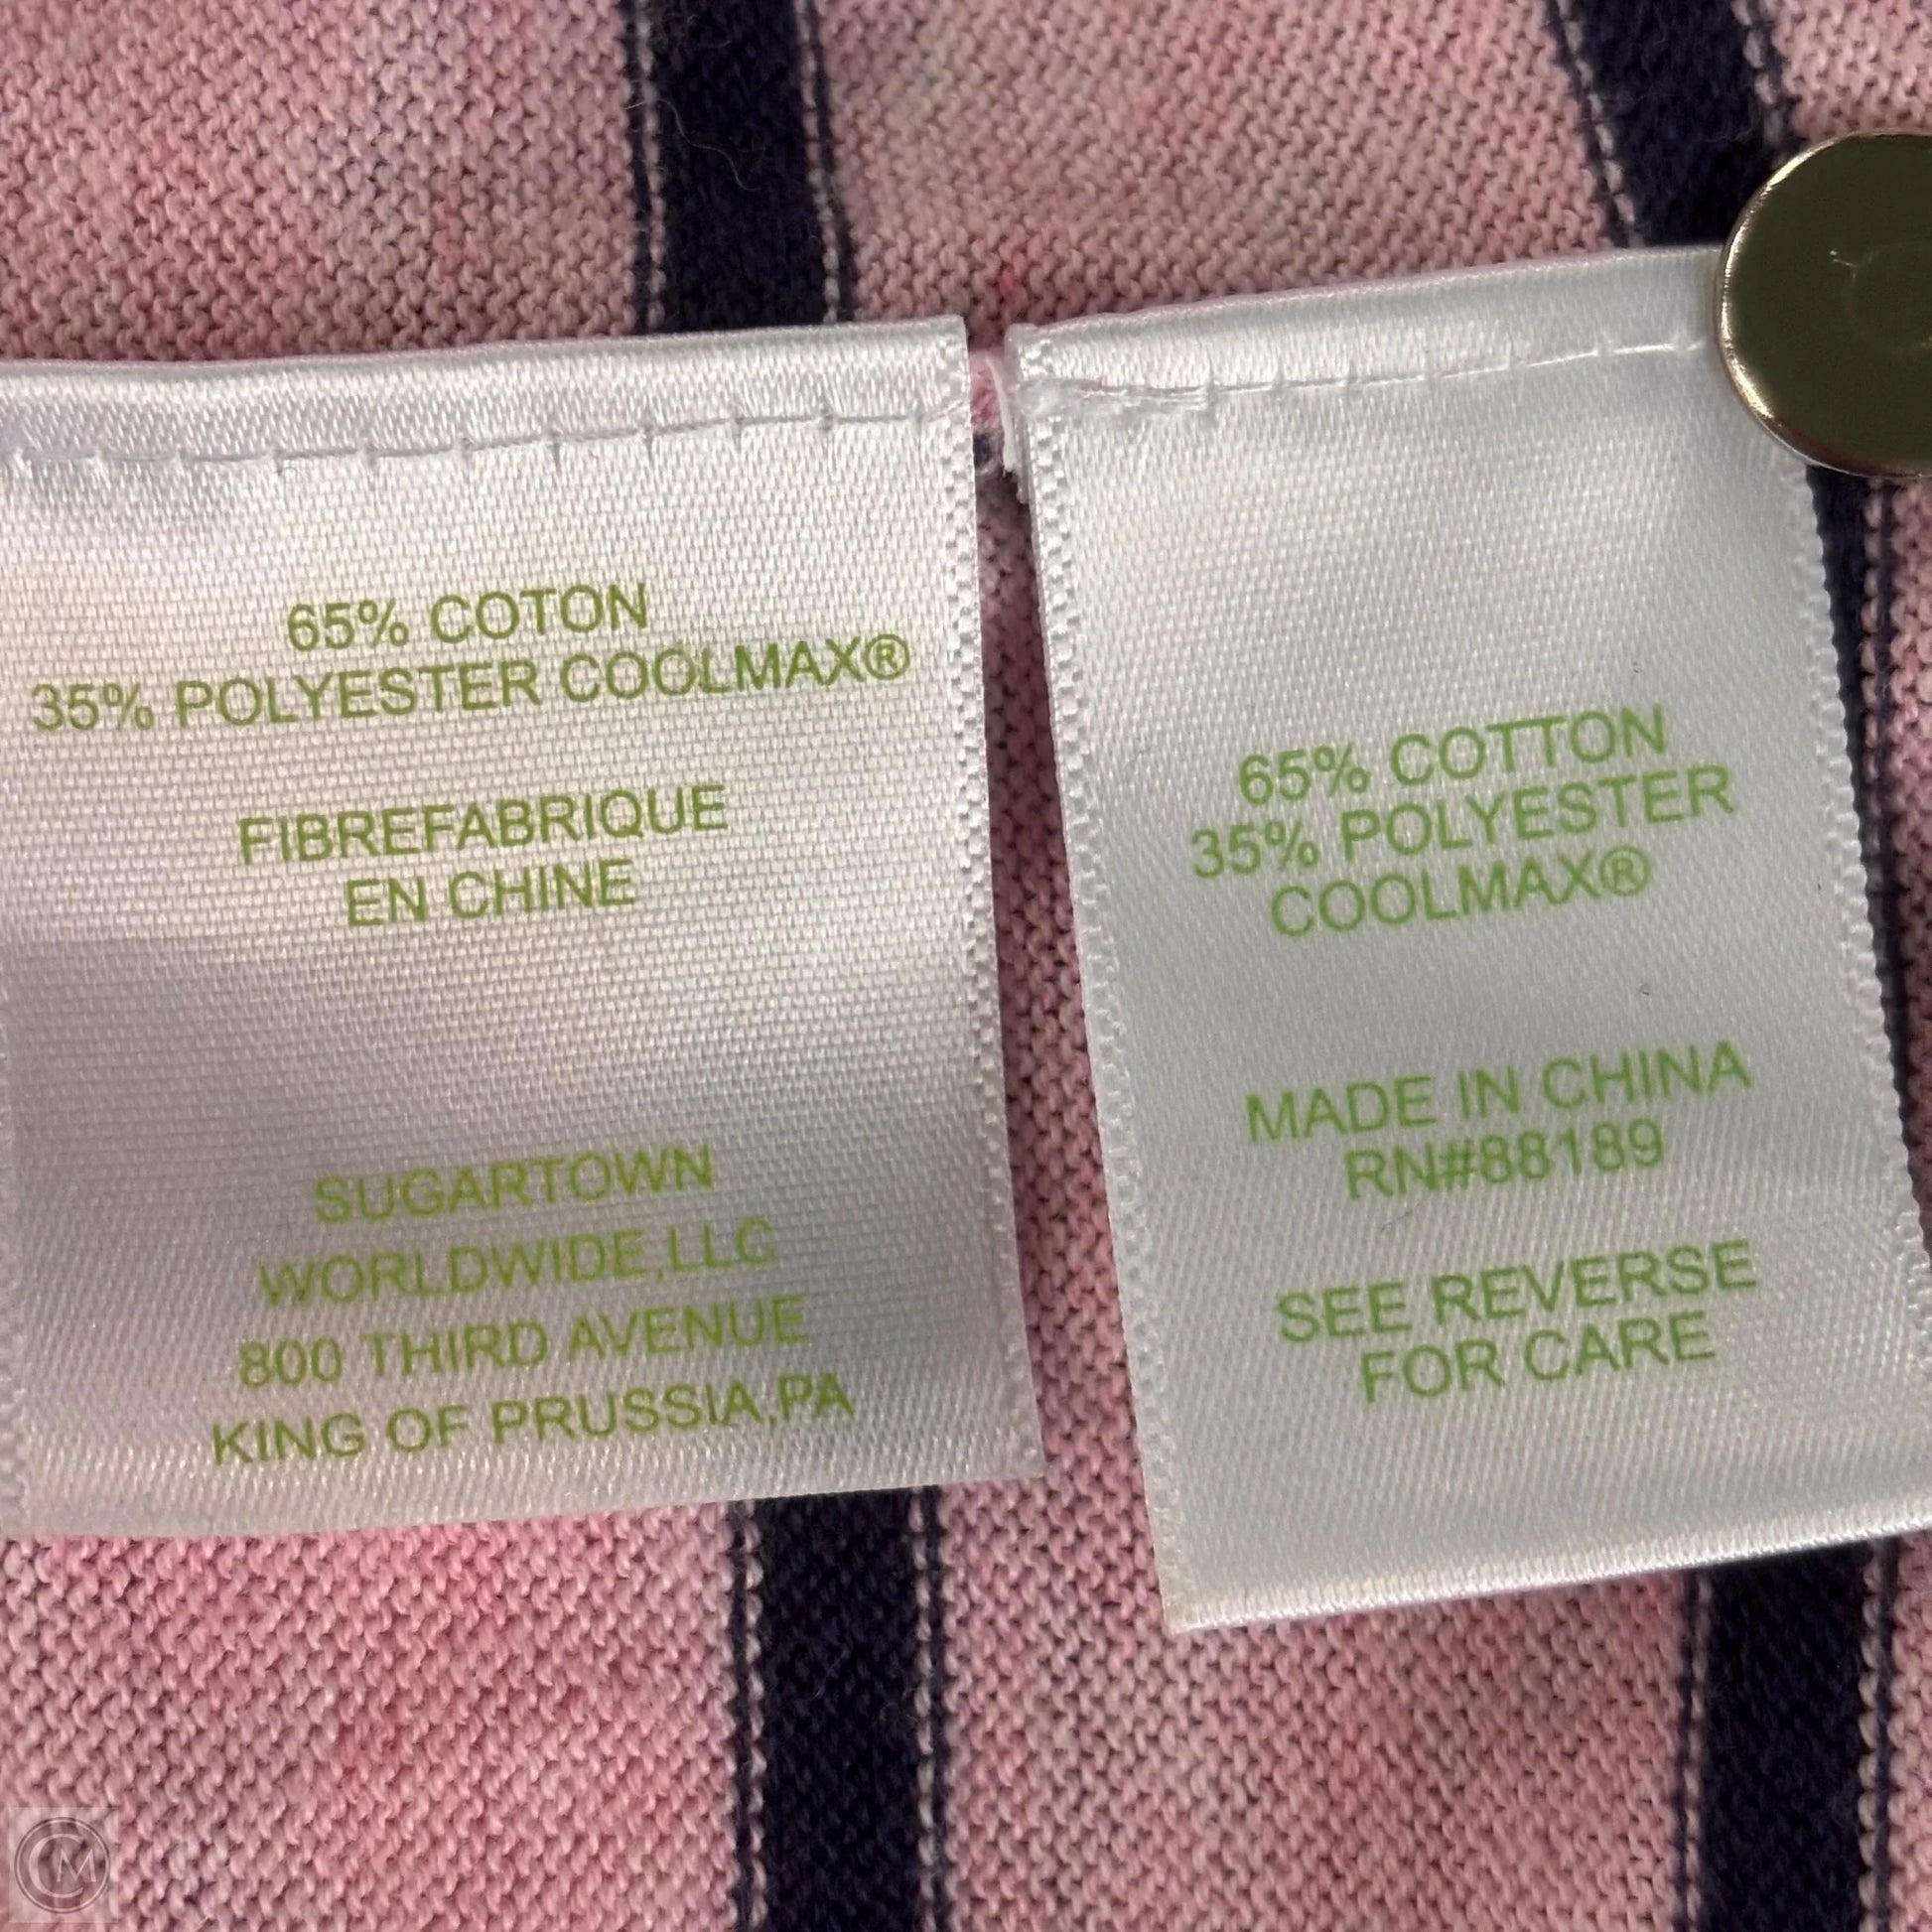 65% COTON
35% POLYESTER COOLMAX®
FIBREFABRIQUE
EN CHINE
SUGARTOWN
WORLDWIDE,LLC
800 THIRD AVENUE
KING OF PRUSSIA,PA
65% COTTON
35% POLYESTER
COOLMAX®
MADE IN CHINA
RN#88189
SEE REVERSE
FOR CARE
CM